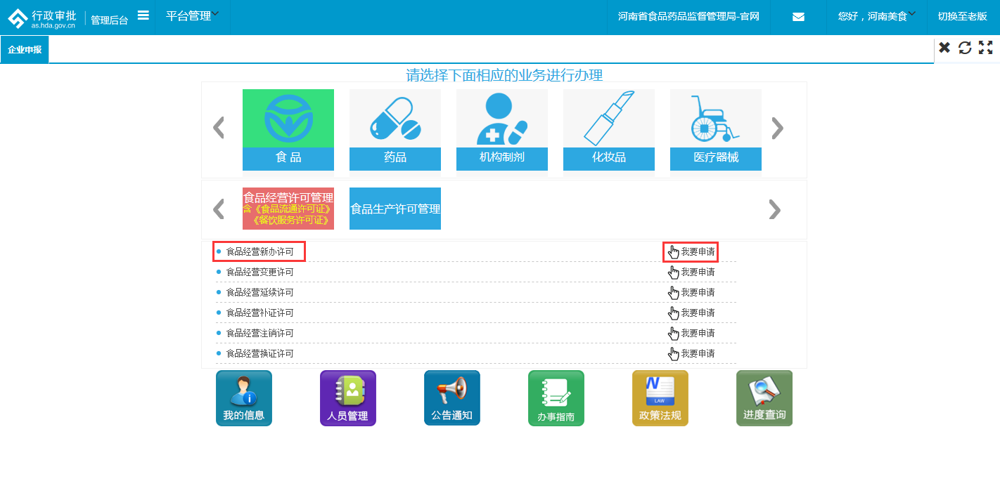 行政审批
as.hda.gov.cn
管理后台
平台管理
河南省食品药品监督管理局-官网
您好，河南美食
切换至老版
企业申报
请选择下面相应的业务进行办理
食 品
药品
机构制剂
化妆品
医疗器械
食品经营许可管理
含《食品流通许可证》
《餐饮服务许可证》
食品生产许可管理
食品经营新办许可 我要申请
食品经营变更许可 我要申请
食品经营延续许可 我要申请
食品经营补证许可 我要申请
食品经营注销许可 我要申请
食品经营换证许可 我要申请
我的信息
人员管理
公告通知
办事指南
N
LAW
政策法规
进度查询